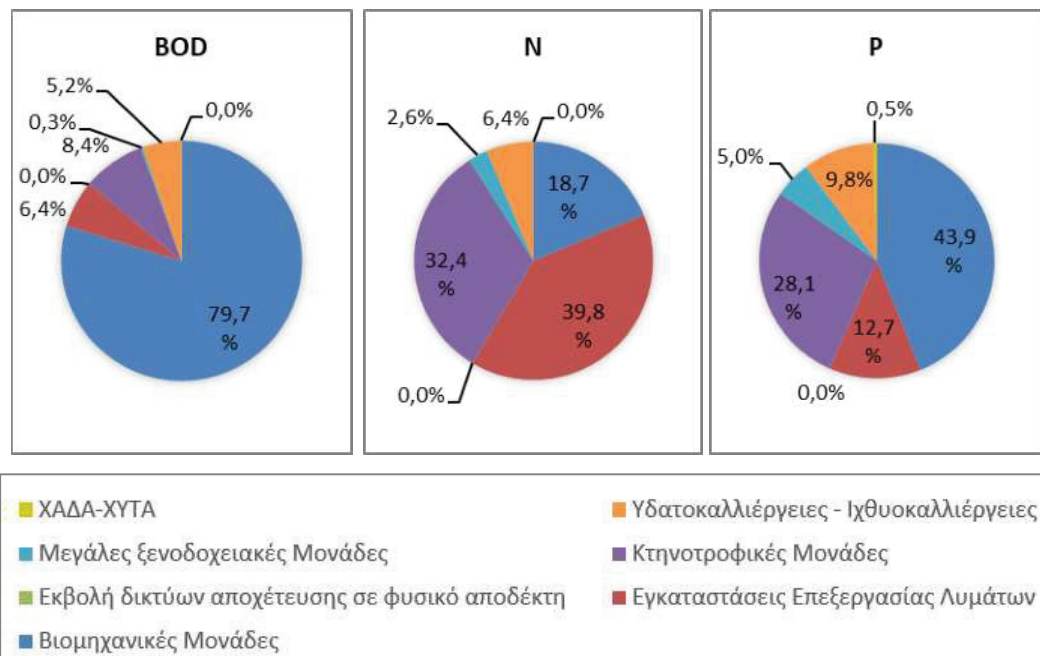 BOD
5,2%
0,0%
0,3%
8,4%
0,0%
6,4%
79,7
%
N
2,6%
6,4%
0,0%
18,7
%
32,4
%
39,8
%
0,0%
P
0,5%
5,0%
9,8%
43,9
%
28,1
%
12,7
%
0,0%
ΧΑΔΑ-ΧΥΤΑ
Υδατοκαλλιέργειες - Ιχθυοκαλλιέργειες
Μεγάλες ξενοδοχειακές Μονάδες
Κτηνοτροφικές Μονάδες
Εκβολή δικτύων αποχέτευσης σε φυσικό αποδέκτη
Εγκαταστάσεις Επεξεργασίας Λυμάτων
Βιομηχανικές Μονάδες